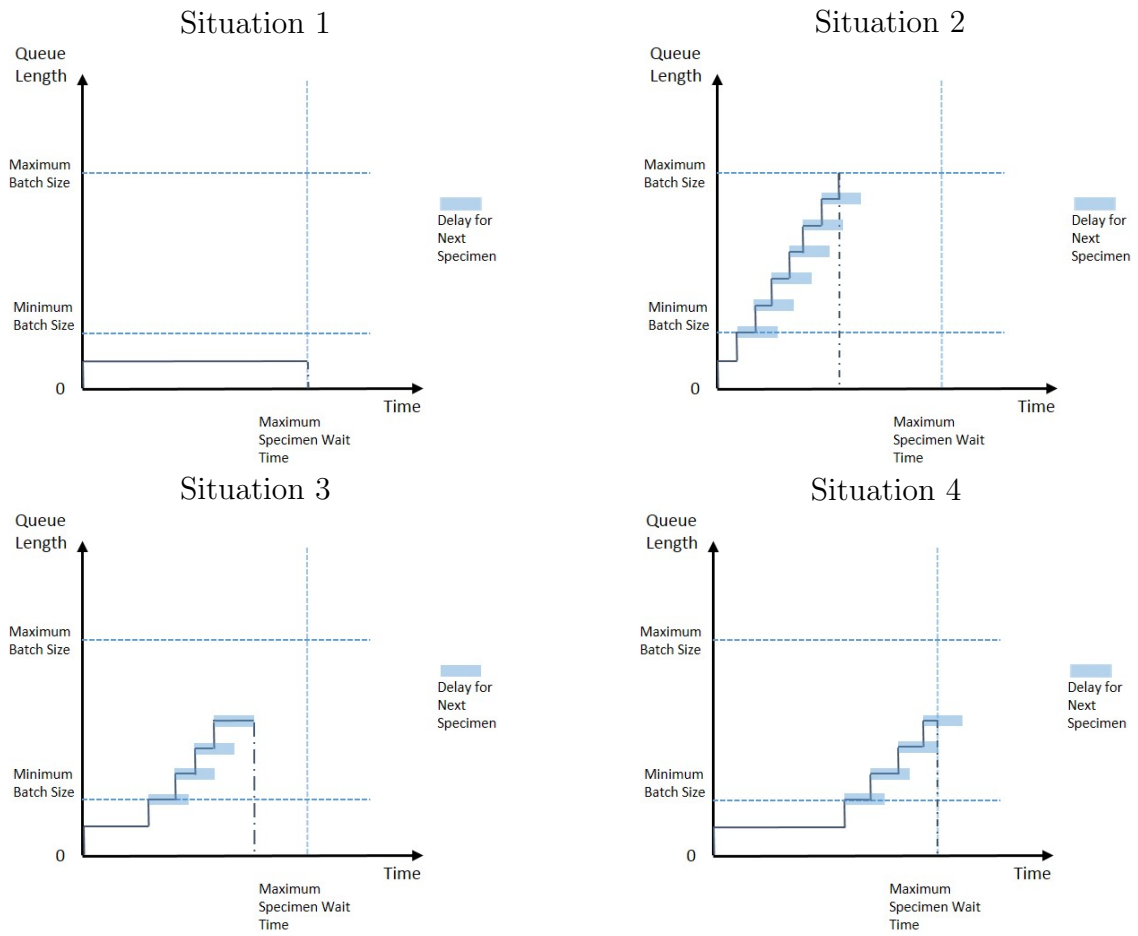 Situation 1
Queue
Length
Maximum
Batch Size
Delay for
Next
Specimen
Minimum
Batch Size
0
Time
Maximum
Specimen Wait
Time
Situation 2
Queue
Length
Maximum
Batch Size
Delay for
Next
Specimen
Minimum
Batch Size
0
Time
Maximum
Specimen Wait
Time
Situation 3
Queue
Length
Maximum
Batch Size
Delay for
Next
Specimen
Minimum
Batch Size
0
Time
Maximum
Specimen Wait
Time
Situation 4
Queue
Length
Maximum
Batch Size
Delay for
Next
Specimen
Minimum
Batch Size
0
Time
Maximum
Specimen Wait
Time